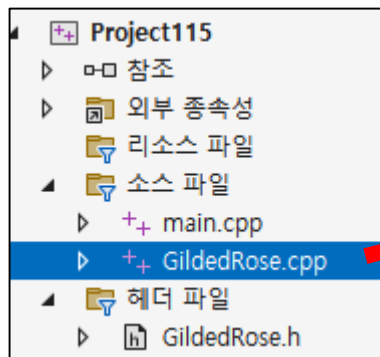 Project115
참조
외부 종속성
리소스 파일
소스 파일
++ main.cpp
++ GildedRose.cpp
헤더 파일
h GildedRose.h